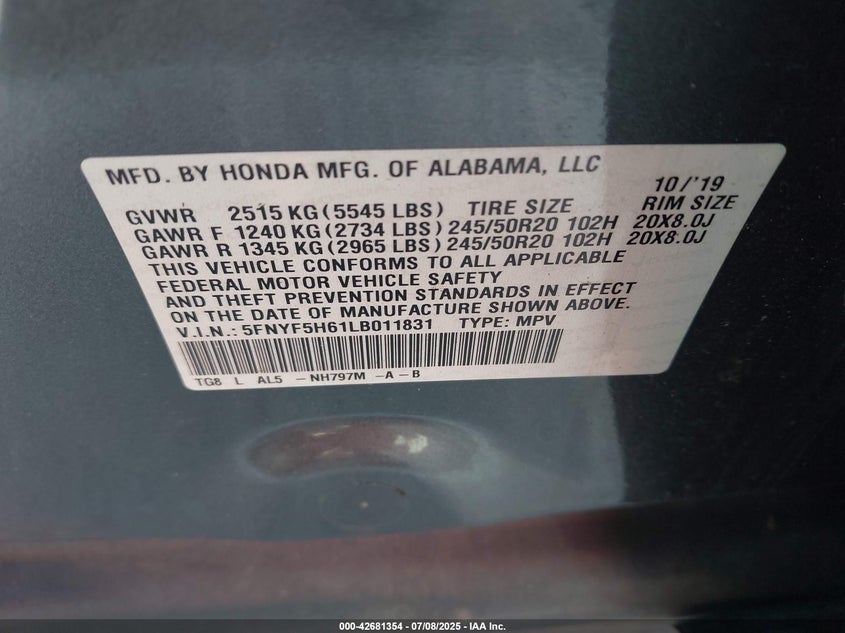 MFD. BY HONDA MFG. OF ALABAMA, LLC 10/'19
GVWR 2515 KG (5545 LBS) TIRE SIZE RIM SIZE
GAWR F 1240 KG (2734 LBS) 245/50R20 102H 20X8.0J
GAWR R 1345 KG (2965 LBS) 245/50R20 102H 20X8.0J
THIS VEHICLE CONFORMS TO ALL APPLICABLE
FEDERAL MOTOR VEHICLE SAFETY
AND THEFT PREVENTION STANDARDS IN EFFECT
ON THE DATE OF MANUFACTURE SHOWN ABOVE.
V.I.N.: 5FNYF5H61LB011831 TYPE: MPV
TG8 L AL5 -NH797M -A-B
000-42681354 - 07/08/2025 - IAA Inc.